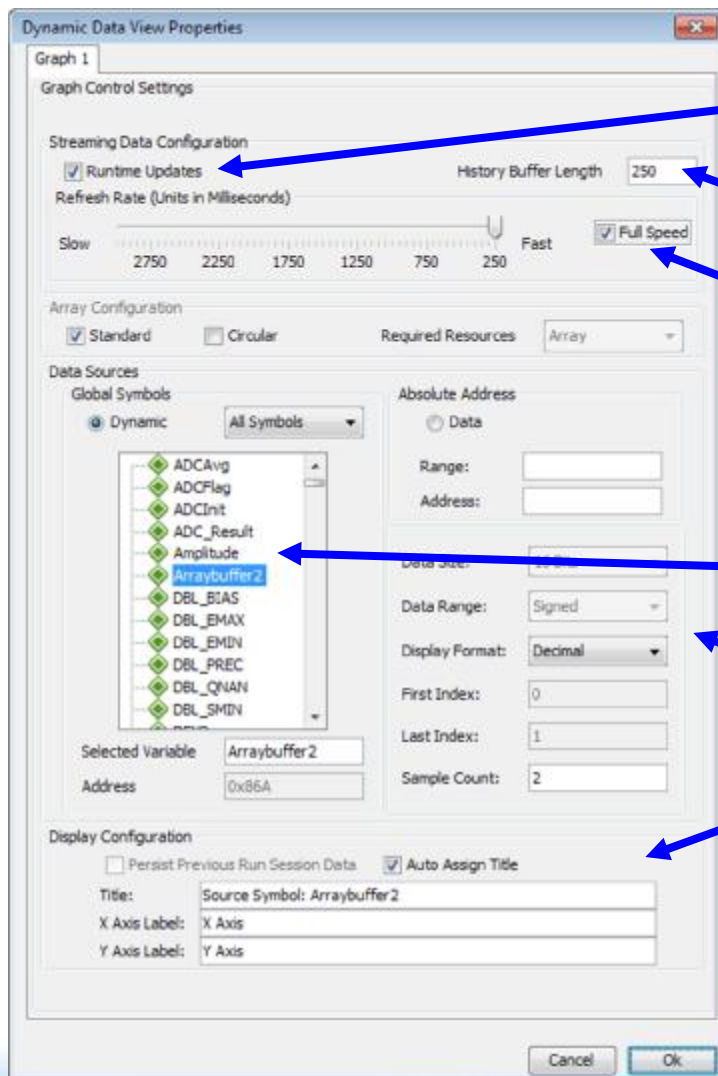 Dynamic Data View Properties
Graph 1
Graph Control Settings
Streaming Data Configuration
Runtime Updates
History Buffer Length 250
Refresh Rate (Units in Milliseconds)
Slow
Fast
Full Speed
2750 2250 1750 1250 750 250
Array Configuration
Standard
Circular
Required Resources Array
Data Sources
Global Symbols
Dynamic
All Symbols
ADCAvg
ADCFlag
ADCInit
ADC_Result
Amplitude
Arraybuffer2
DBL_BIAS
DBL_EMAX
DBL_EMIN
DBL_PREC
DBL_QNAN
DBL_SMIN
Selected Variable Arraybuffer2
Address 0x86A
Absolute Address
Data
Range:
Address:
Data Size:
Data Range: Signed
Display Format: Decimal
First Index: 0
Last Index: 1
Sample Count: 2
Display Configuration
Persist Previous Run Session Data
Auto Assign Title
Title: Source Symbol: Arraybuffer2
X Axis Label: X Axis
Y Axis Label: Y Axis
Cancel
Ok